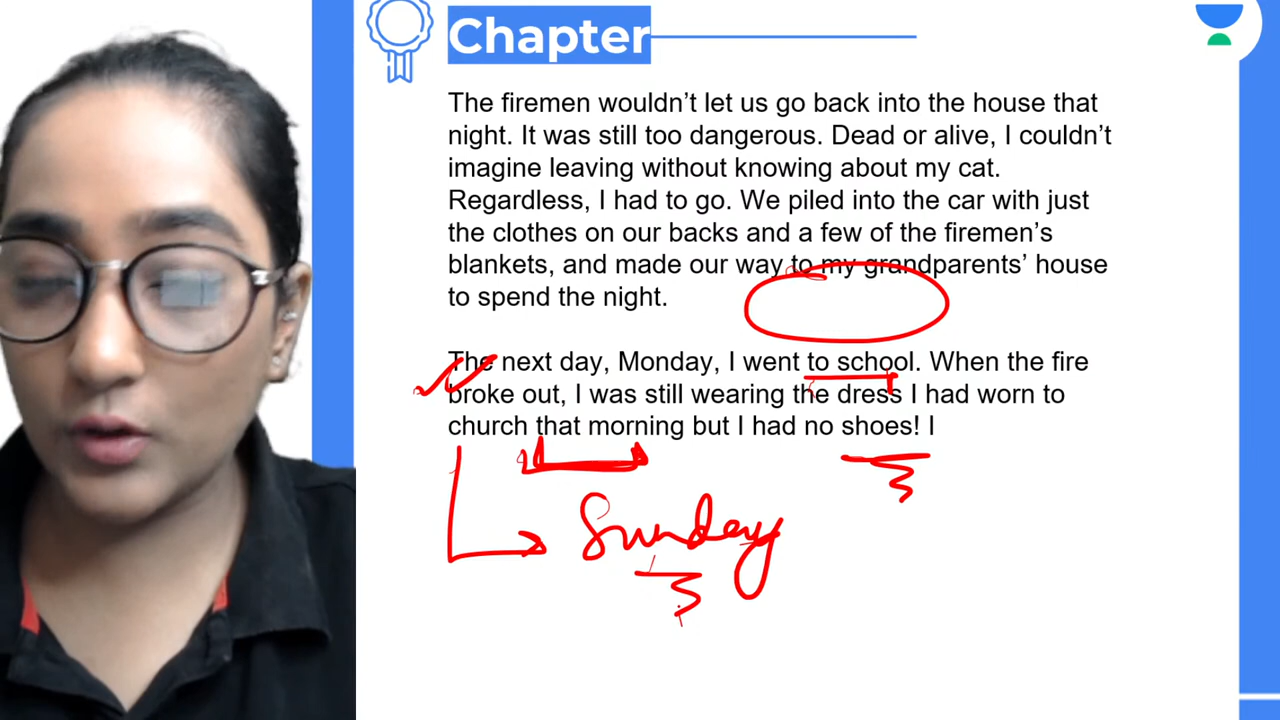 Chapter
The firemen wouldn’t let us go back into the house that
night. It was still too dangerous. Dead or alive, I couldn’t
imagine leaving without knowing about my cat.
Regardless, I had to go. We piled into the car with just
the clothes on our backs and a few of the firemen’s
blankets, and made our way to my grandparents’ house
to spend the night.
The next day, Monday, I went to school. When the fire
broke out, I was still wearing the dress I had worn to
church that morning but I had no shoes! I
Sunday